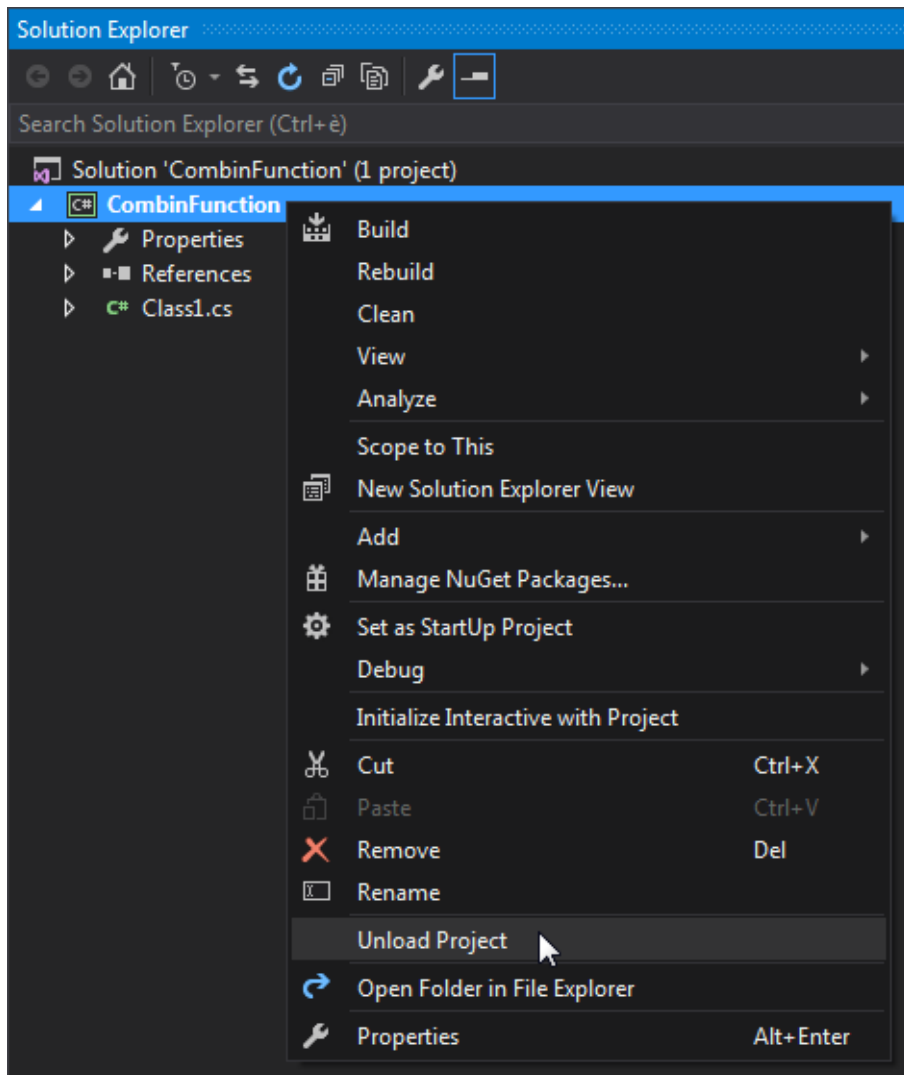 Solution Explorer
Search Solution Explorer (Ctrl+è)
Solution 'CombinFunction' (1 project)
C# CombinFunction
Properties
References
C# Class1.cs
Build
Rebuild
Clean
View
Analyze
Scope to This
New Solution Explorer View
Add
Manage NuGet Packages...
Set as StartUp Project
Debug
Initialize Interactive with Project
Cut Ctrl+X
Paste Ctrl+V
Remove Del
Rename
Unload Project
Open Folder in File Explorer
Properties Alt+Enter